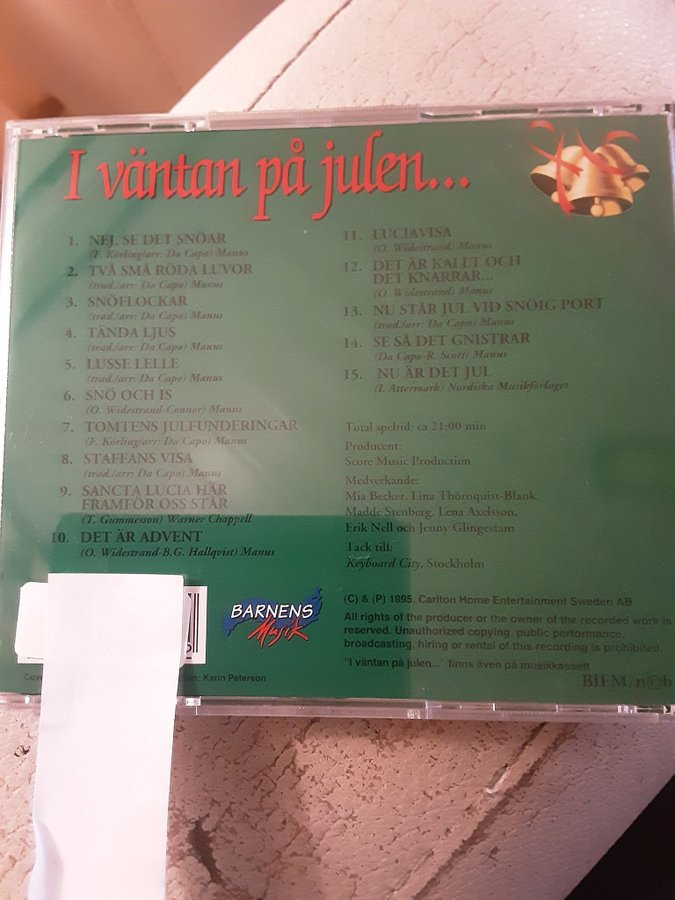 I väntan på julen...
1. NEJ, SE DET SNÖAR
(F. Körling/arr: Da Capo) Manus
2. TVÅ SMÅ RÖDA LUVOR
(trad./arr: Da Capo) Manus
3. SNÖFLOCKAR
(trad./arr: Da Capo) Manus
4. TÄNDA LJUS
(trad./arr: Da Capo) Manus
5. LUSSE LELLE
(trad./arr: Da Capo) Manus
6. SNÖ OCH IS
(O. Widestrand-Connor) Manus
7. TOMTENS JULFUNDERINGAR
(F. Körling/arr: Da Capo) Manus
8. STAFFANS VISA
(trad./arr: Da Capo) Manus
9. SANCTA LUCIA HÄR
FRAMFÖR OSS STÅR
(T. Gummesson) Warner Chappell
10. DET ÄR ADVENT
(O. Widestrand-B.G. Hallqvist) Manus
11. LUCIAVISA
(O. Widestrand) Manus
12. DET ÄR KALLT OCH
DET KNARRAR...
(O. Widestrand) Manus
13. NU STÅR JUL VID SNÖIG PORT
(trad./arr: Da Capo) Manus
14. SE SÅ DET GNISTRAR
(Da Capo-R. Scott) Manus
15. NU ÄR DET JUL
(I. Attermark) Nordiska Musikförlaget
Total speltid: ca 21:00 min
Producent:
Score Music Production
Medverkande:
Mia Becker, Lina Thörnquist-Blank,
Madde Stenberg, Lena Axelsson,
Erik Nell och Jenny Glingestam
Tack till:
Keyboard City, Stockholm
BARNENS
Musik
(C) & (P) 1995, Carlton Home Entertainment Sweden AB
All rights of the producer or the owner of the recorded work is
reserved. Unauthorized copying, public performance,
broadcasting, hiring or rental of this recording is prohibited.
"I väntan på julen..." finns även på musikkassett
BIEM/n©b
Karin Peterson